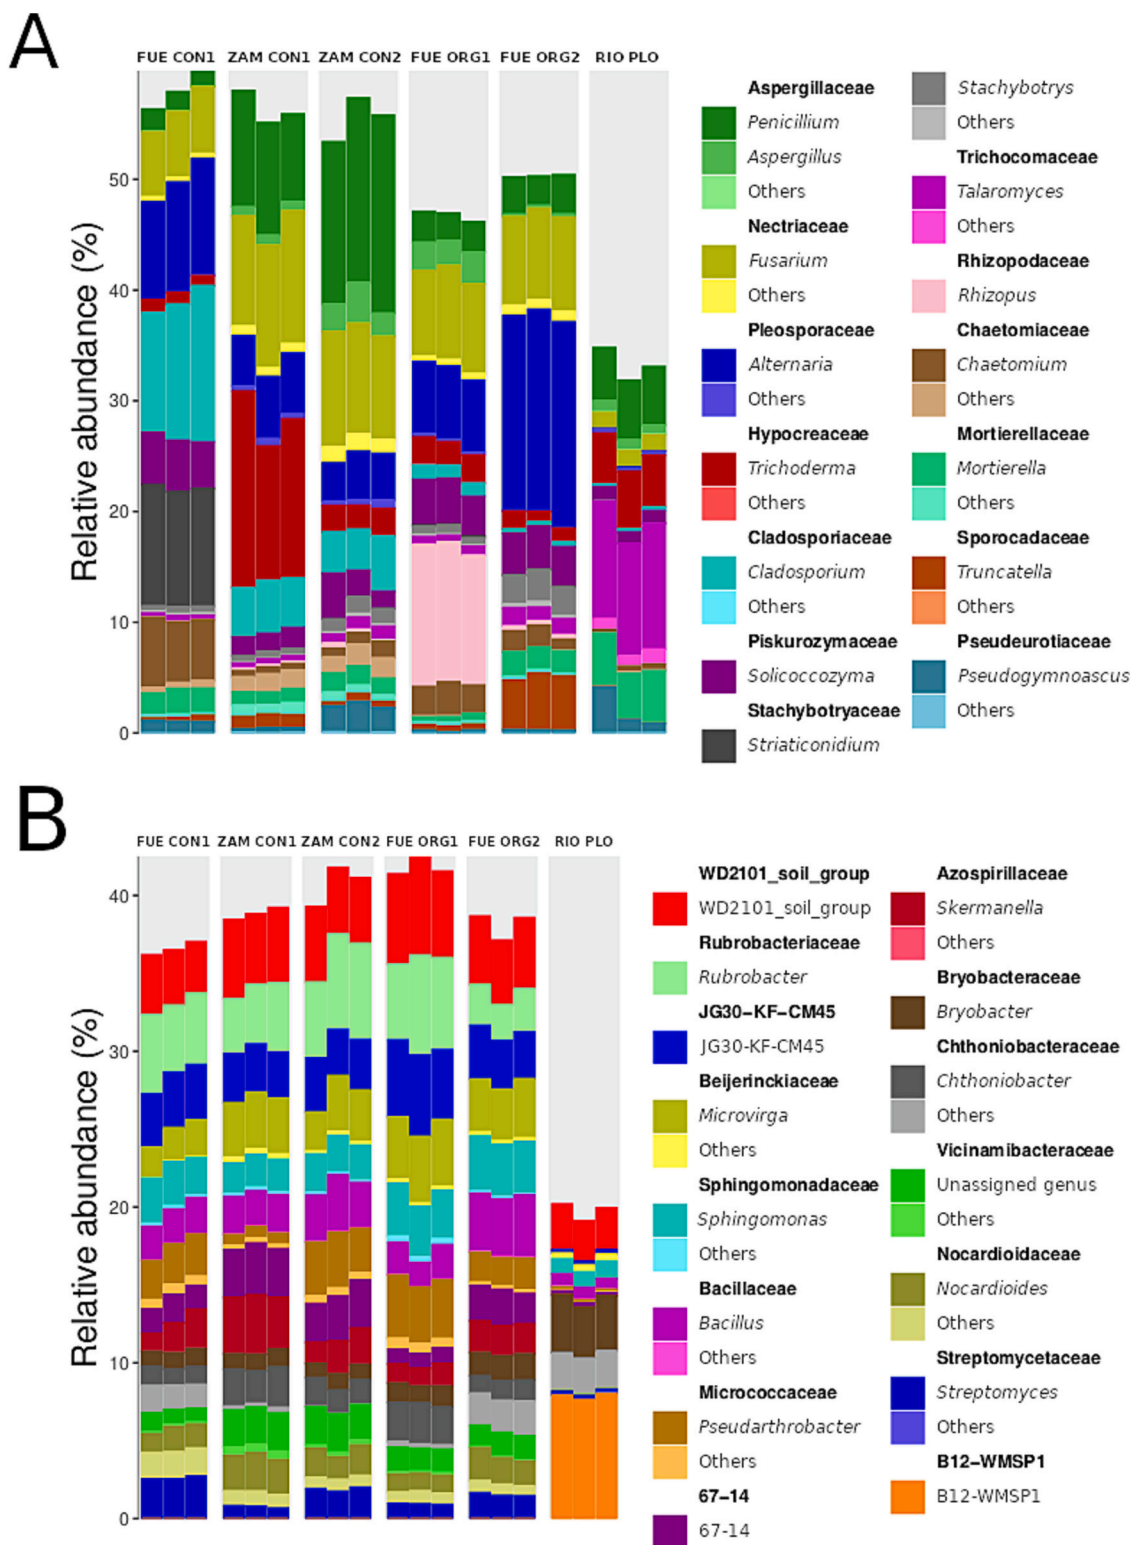 A
FUE CON1 ZAM CON1 ZAM CON2 FUE ORG1 FUE ORG2 RIO PLO
Relative abundance (%)
50
40
30
20
10
0
Aspergillaceae
Penicillium
Aspergillus
Others
Nectriaceae
Fusarium
Others
Pleosporaceae
Alternaria
Others
Hypocreaceae
Trichoderma
Others
Cladosporiaceae
Cladosporium
Others
Piskurozymaceae
Solicoccozyma
Stachybotryaceae
Striaticonidium
Stachybotrys
Others
Trichocomaceae
Talaromyces
Others
Rhizopodaceae
Rhizopus
Chaetomiaceae
Chaetomium
Others
Mortierellaceae
Mortierella
Others
Sporocadaceae
Truncatella
Others
Pseudeurotiaceae
Pseudogymnoascus
Others
B
FUE CON1 ZAM CON1 ZAM CON2 FUE ORG1 FUE ORG2 RIO PLO
Relative abundance (%)
40
30
20
10
0
WD2101_soil_group
WD2101_soil_group
Rubrobacteriaceae
Rubrobacter
JG30-KF-CM45
JG30-KF-CM45
Beijerinckiaceae
Microvirga
Others
Sphingomonadaceae
Sphingomonas
Others
Bacillaceae
Bacillus
Others
Micrococcaceae
Pseudarthrobacter
Others
67-14
67-14
Azospirillaceae
Skermanella
Others
Bryobacteraceae
Bryobacter
Chthoniobacteraceae
Chthoniobacter
Others
Vicinamibacteraceae
Unassigned genus
Others
Nocardioidaceae
Nocardioides
Others
Streptomycetaceae
Streptomyces
Others
B12-WMSP1
B12-WMSP1